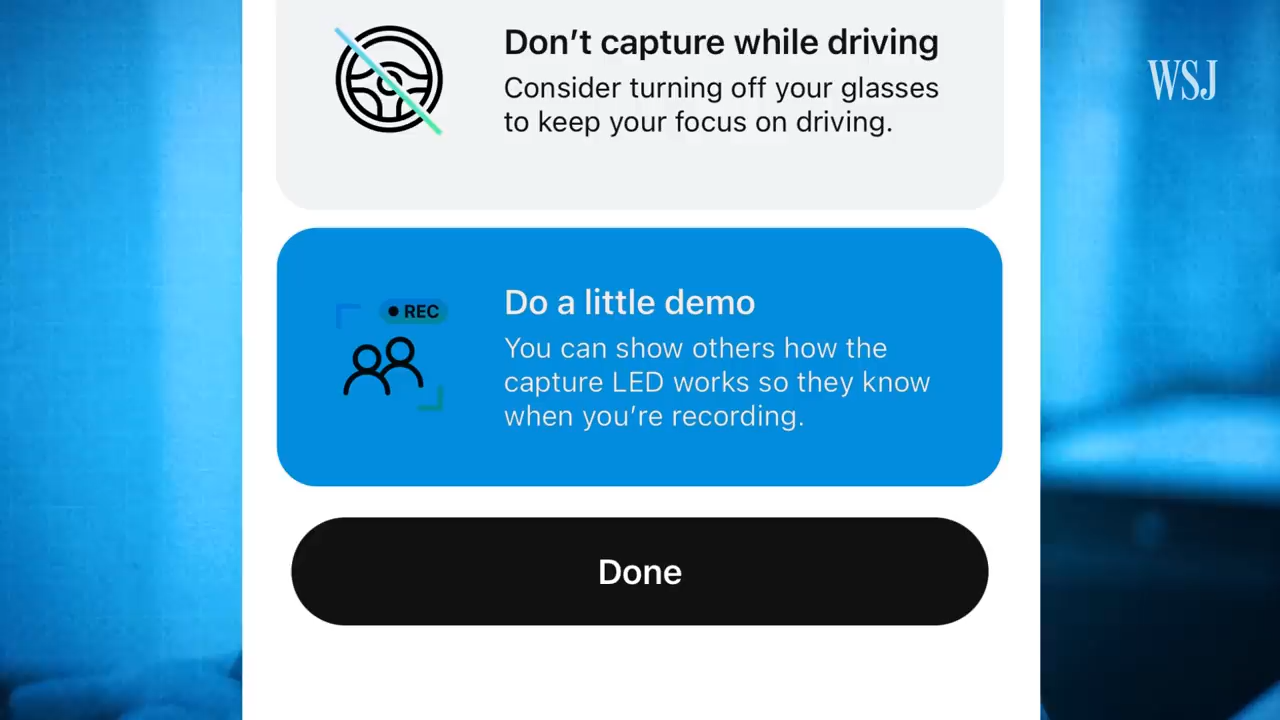 Don’t capture while driving
Consider turning off your glasses
to keep your focus on driving.
WSJ
REC
Do a little demo
You can show others how the
capture LED works so they know
when you’re recording.
Done